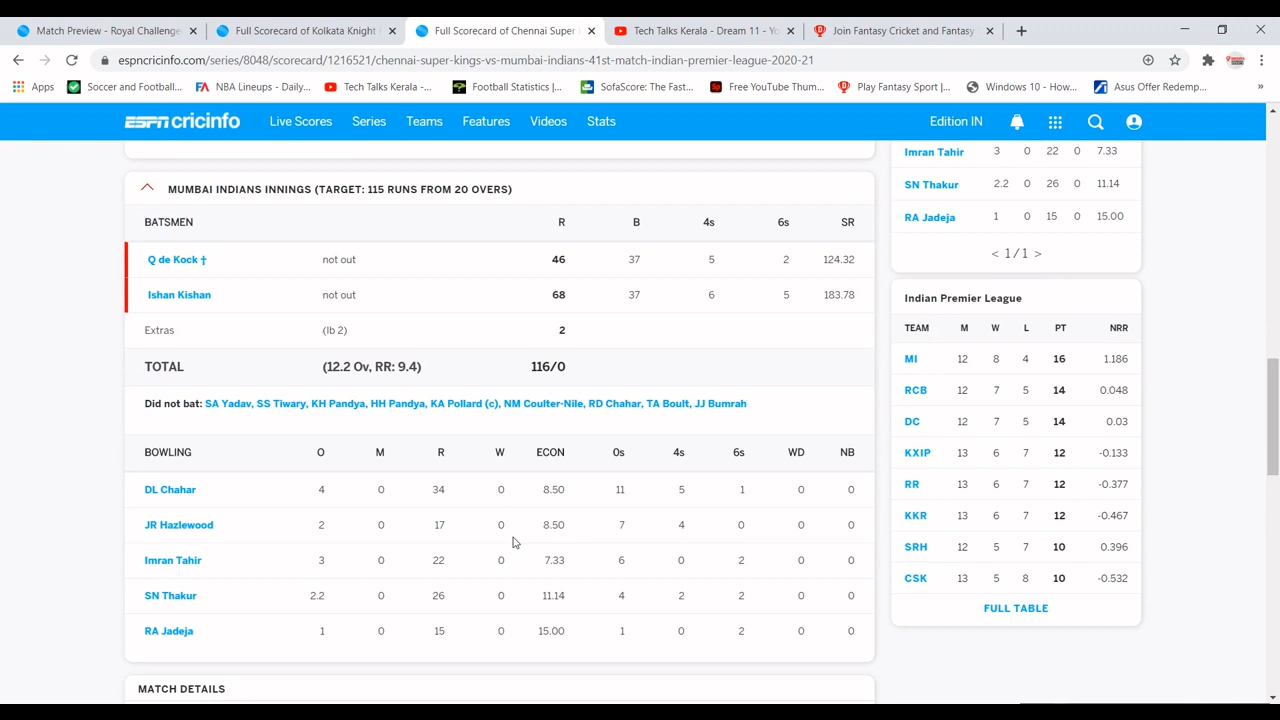 Match Preview - Royal Challenge
Full Scorecard of Kolkata Knight
Full Scorecard of Chennai Super
Tech Talks Kerala - Dream 11 - Yo
Join Fantasy Cricket and Fantasy
espncricinfo.com/series/8048/scorecard/1216521/chennai-super-kings-vs-mumbai-indians-41st-match-indian-premier-league-2020-21
Apps
Soccer and Football...
NBA Lineups - Daily...
Tech Talks Kerala -...
Football Statistics |...
SofaScore: The Fast...
Free YouTube Thum...
Play Fantasy Sport |...
Windows 10 - How...
Asus Offer Redemp...
»
ESPN cricinfo
Live Scores Series Teams Features Videos Stats
Edition IN
MUMBAI INDIANS INNINGS (TARGET: 115 RUNS FROM 20 OVERS)
BATSMEN R B 4s 6s SR
Q de Kock † not out 46 37 5 2 124.32
Ishan Kishan not out 68 37 6 5 183.78
Extras (lb 2) 2
TOTAL (12.2 Ov, RR: 9.4) 116/0
Did not bat: SA Yadav, SS Tiwary, KH Pandya, HH Pandya, KA Pollard (c), NM Coulter-Nile, RD Chahar, TA Boult, JJ Bumrah
BOWLING O M R W ECON 0s 4s 6s WD NB
DL Chahar 4 0 34 0 8.50 11 5 1 0 0
JR Hazlewood 2 0 17 0 8.50 7 4 0 0 0
Imran Tahir 3 0 22 0 7.33 6 0 2 0 0
SN Thakur 2.2 0 26 0 11.14 4 2 2 0 0
RA Jadeja 1 0 15 0 15.00 1 0 2 0 0
MATCH DETAILS
Imran Tahir 3 0 22 0 7.33
SN Thakur 2.2 0 26 0 11.14
RA Jadeja 1 0 15 0 15.00
< 1 / 1 >
Indian Premier League
TEAM M W L PT NRR
MI 12 8 4 16 1.186
RCB 12 7 5 14 0.048
DC 12 7 5 14 0.03
KXIP 13 6 7 12 -0.133
RR 13 6 7 12 -0.377
KKR 13 6 7 12 -0.467
SRH 12 5 7 10 0.396
CSK 13 5 8 10 -0.532
FULL TABLE